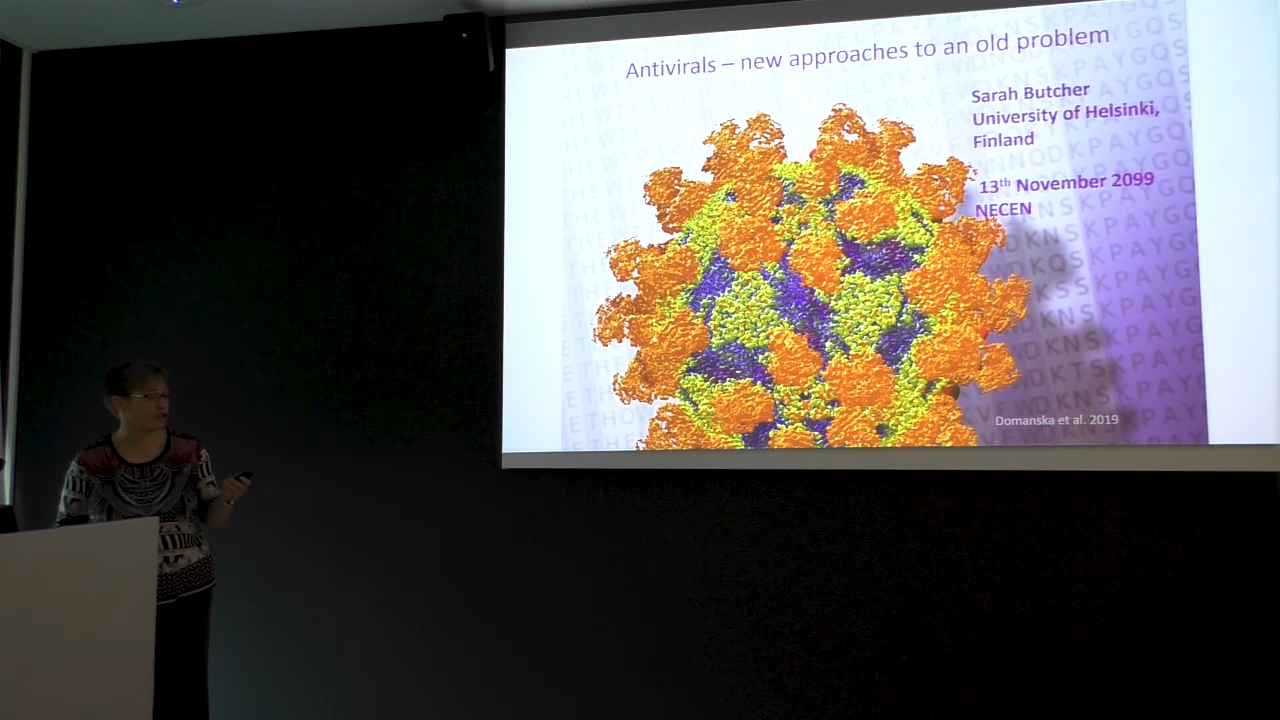 Antivirals – new approaches to an old problem
Sarah Butcher
University of Helsinki,
Finland
13th November 2099
NECEN
Domanska et al. 2019